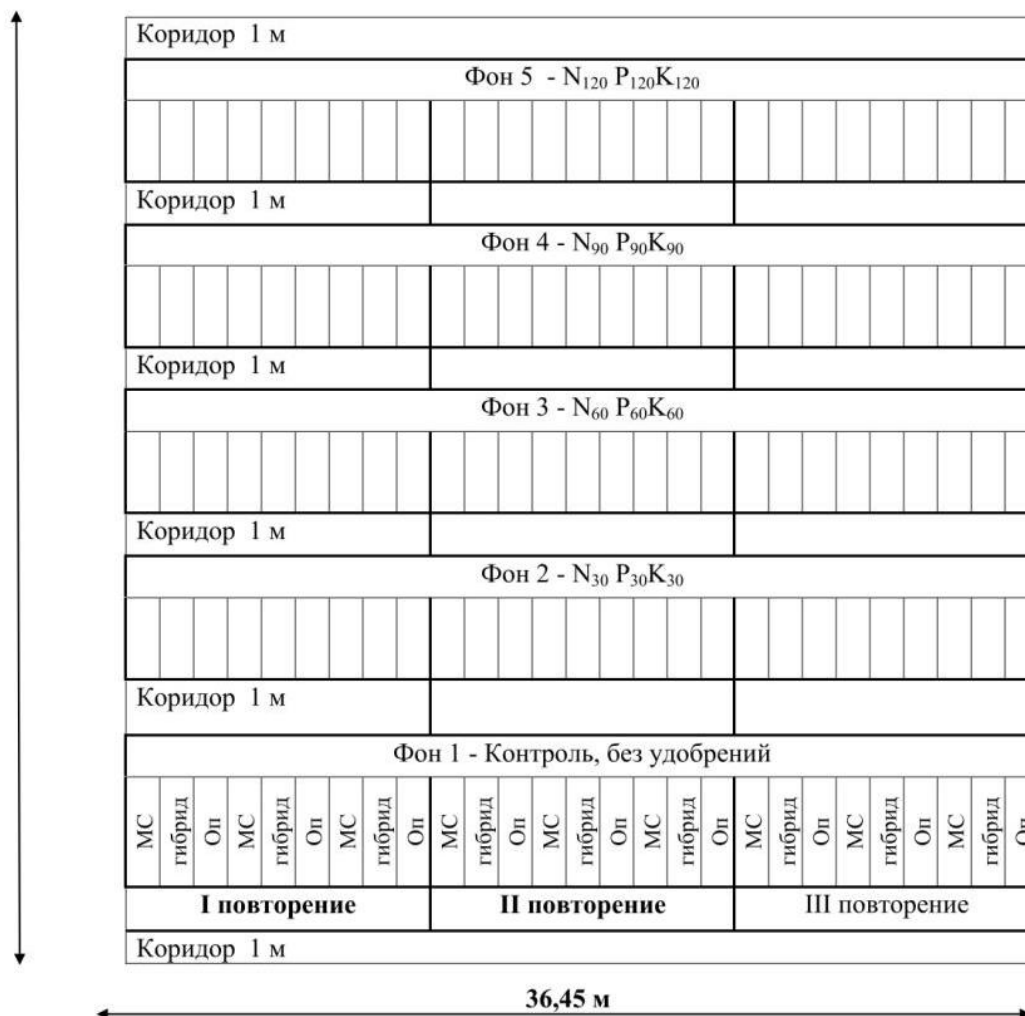 Коридор 1 м
Фон 5 - N₁₂₀ P₁₂₀K₁₂₀
Коридор 1 м
Фон 4 - N₉₀ P₉₀K₉₀
Коридор 1 м
Фон 3 - N₆₀ P₆₀K₆₀
Коридор 1 м
Фон 2 - N₃₀ P₃₀K₃₀
Коридор 1 м
Фон 1 - Контроль, без удобрений
МС гибрид Оп МС гибрид Оп МС гибрид Оп МС гибрид Оп МС гибрид Оп МС гибрид Оп МС гибрид Оп МС гибрид Оп МС гибрид Оп
I повторение II повторение III повторение
Коридор 1 м
36,45 м